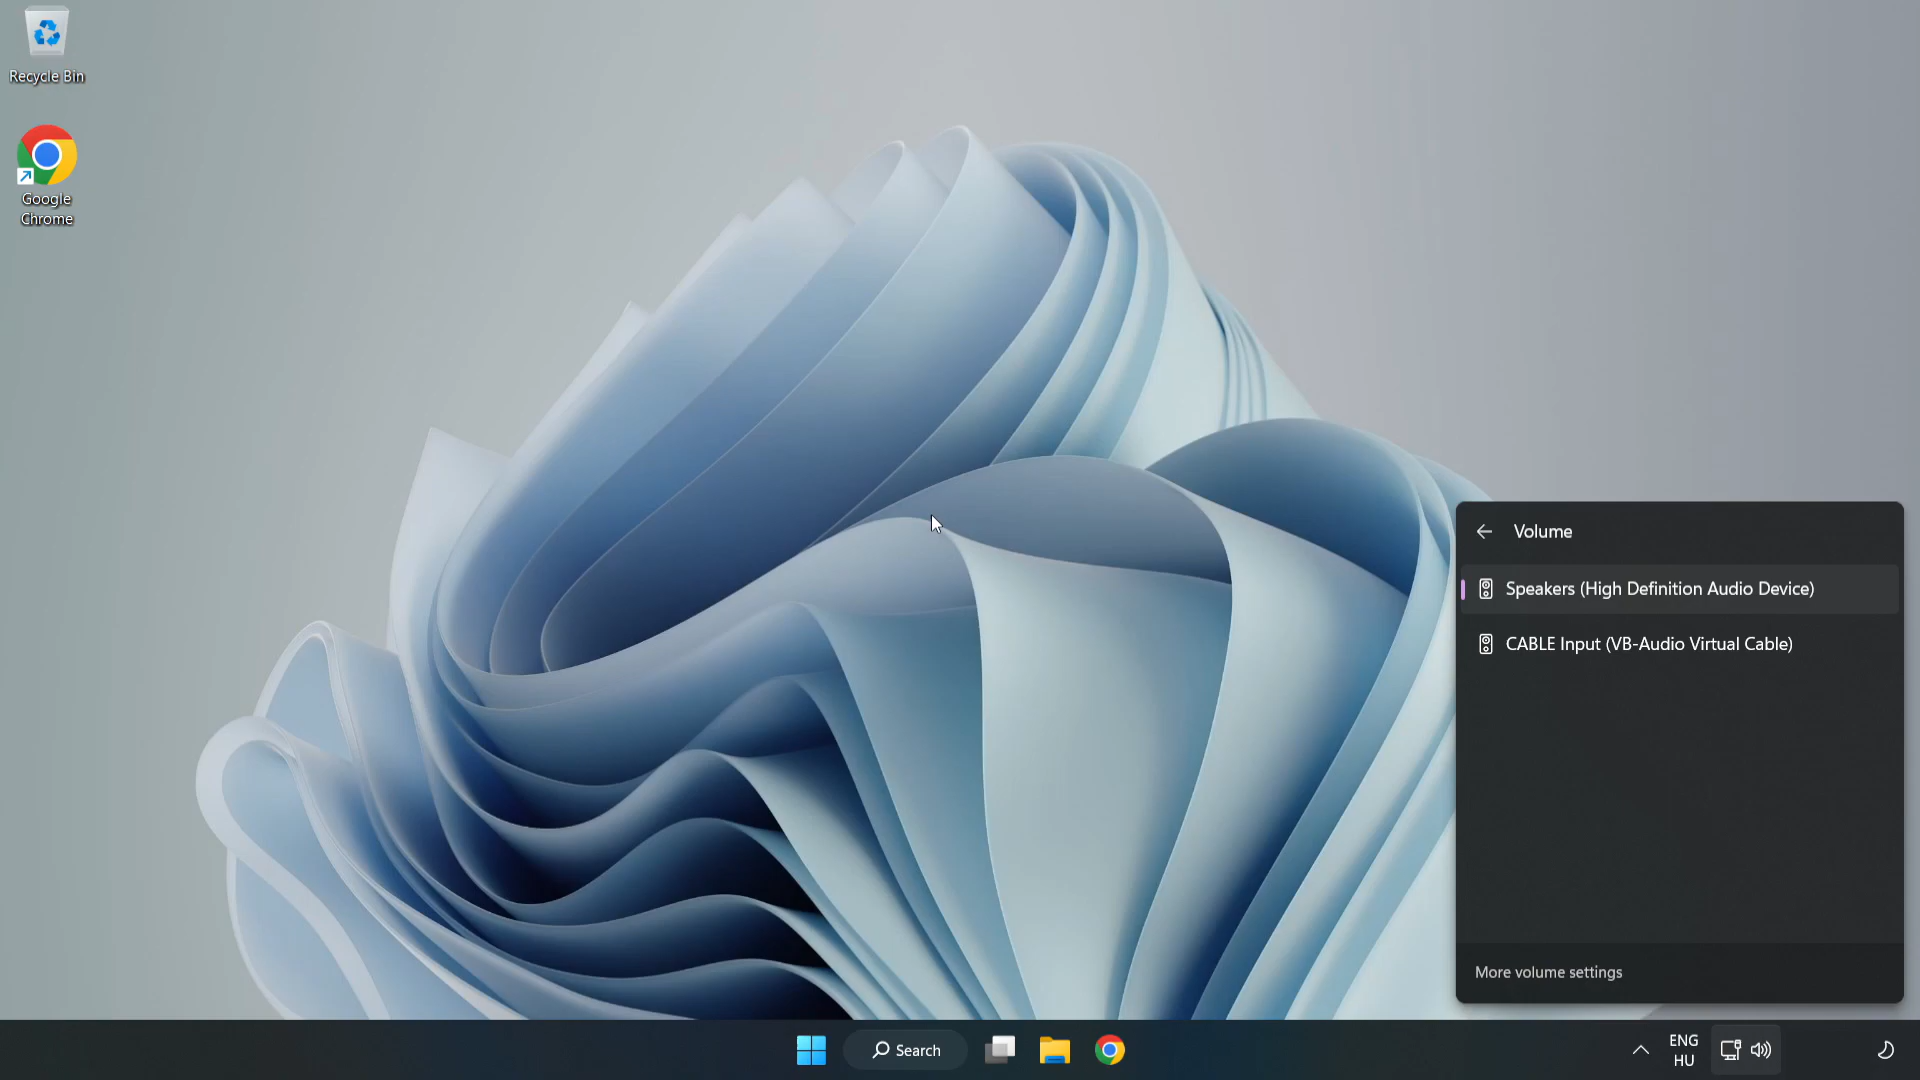 Recycle Bin
Google
Chrome
Volume
Speakers (High Definition Audio Device)
CABLE Input (VB-Audio Virtual Cable)
More volume settings
Search
ENG
HU